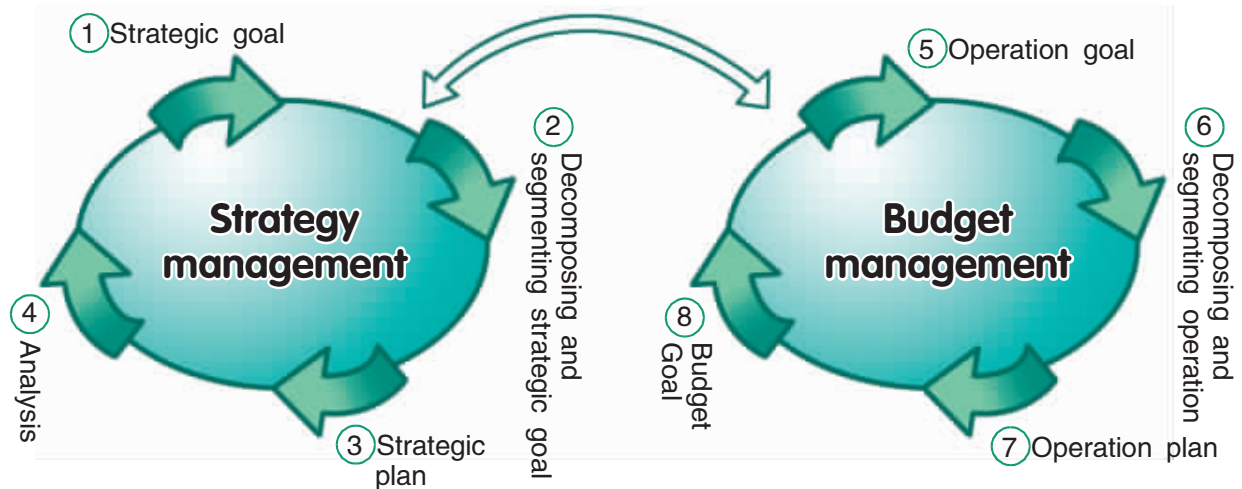 1 Strategic goal
2 Decomposing and
segmenting strategic goal
3 Strategic
plan
4 Analysis
Strategy
management
5 Operation goal
6 Decomposing and
segmenting operation
7 Operation plan
8 Budget
Goal
Budget
management